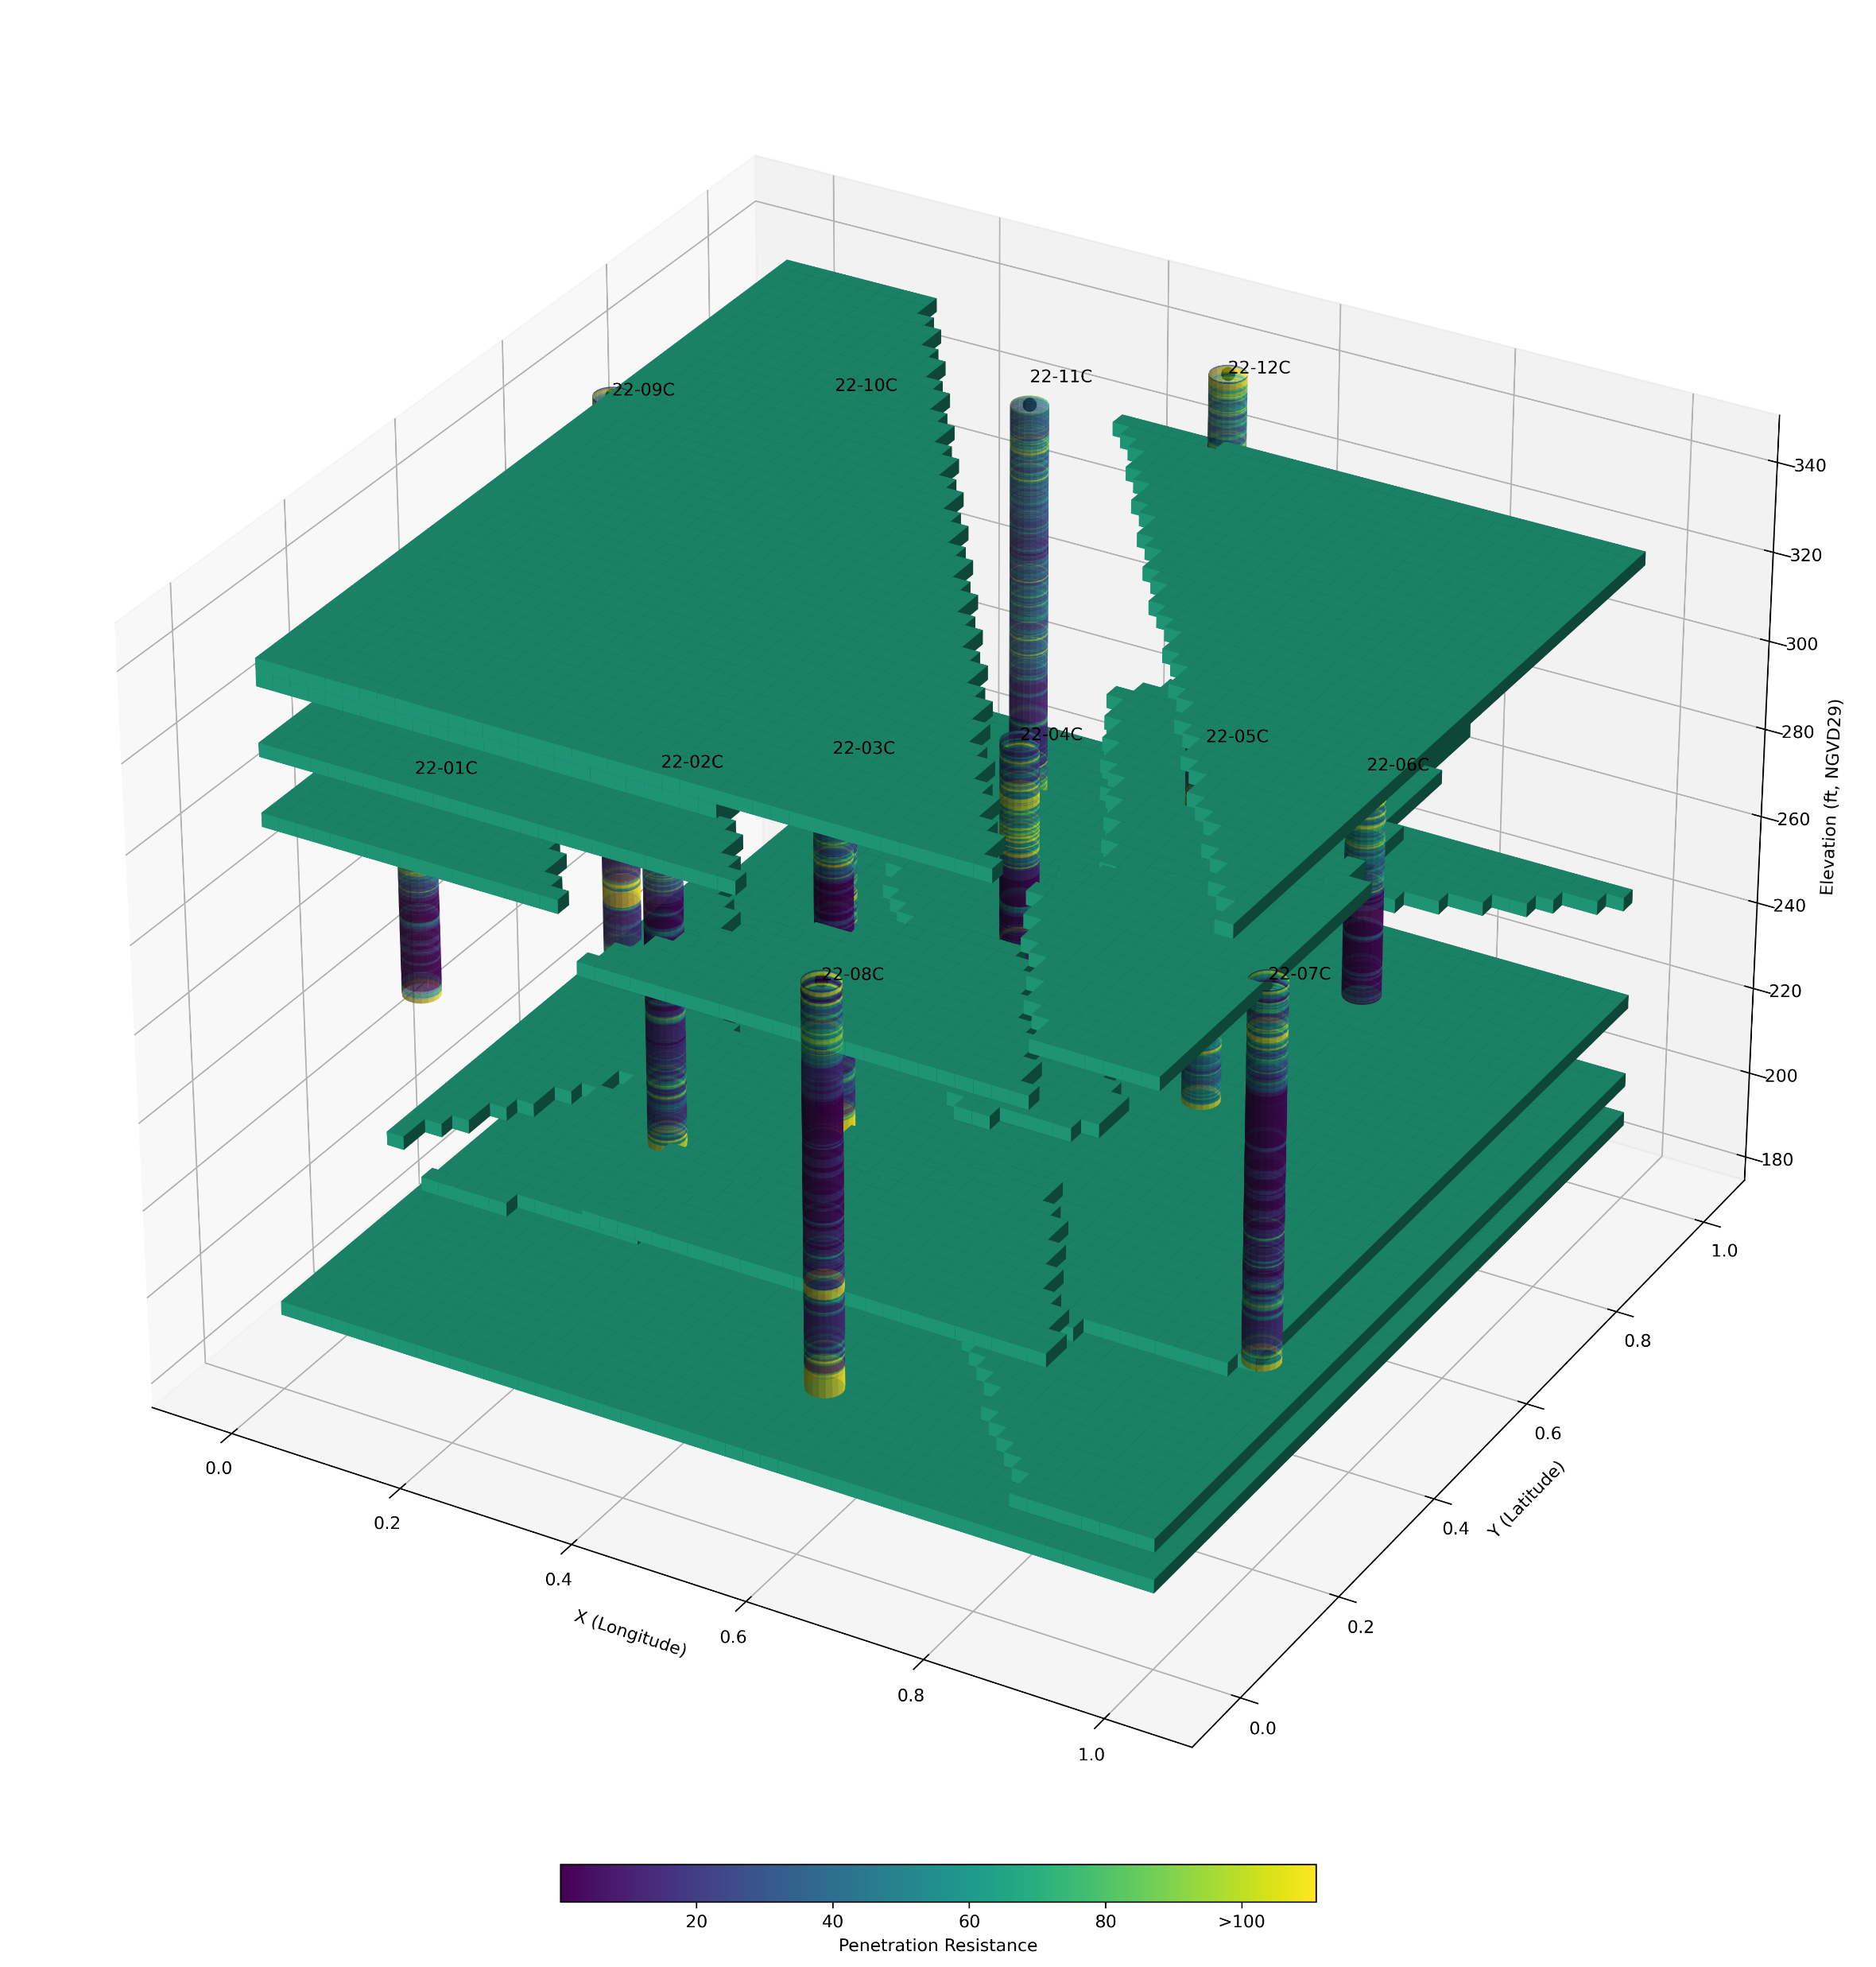 22-12C
22-11C
22-10C
22-09C
22-04C
22-05C
22-03C
22-02C
22-06C
22-01C
22-08C
22-07C
340
320
300
280
260
240
220
200
180
Elevation (ft, NGVD29)
1.0
0.8
0.6
0.4
0.2
0.0
Y (Latitude)
0.0
0.2
0.4
0.6
0.8
1.0
X (Longitude)
20 40 60 80 >100
Penetration Resistance